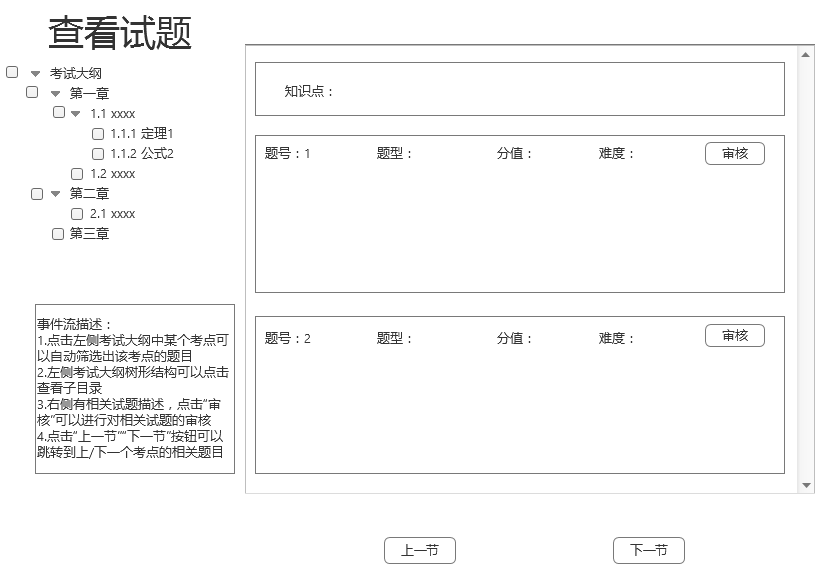 查看试题
考试大纲
第一章
1.1 xxxx
1.1.1 定理1
1.1.2 公式2
1.2 xxxx
第二章
2.1 xxxx
第三章
事件流描述：
1.点击左侧考试大纲中某个考点可
以自动筛选出该考点的题目
2.左侧考试大纲树形结构可以点击
查看子目录
3.右侧有相关试题描述，点击“审
核”可以进行对相关试题的审核
4.点击“上一节”“下一节”按钮可以
跳转到上/下一个考点的相关题目
知识点：
题号：1 题型： 分值： 难度： 审核
题号：2 题型： 分值： 难度： 审核
上一节 下一节